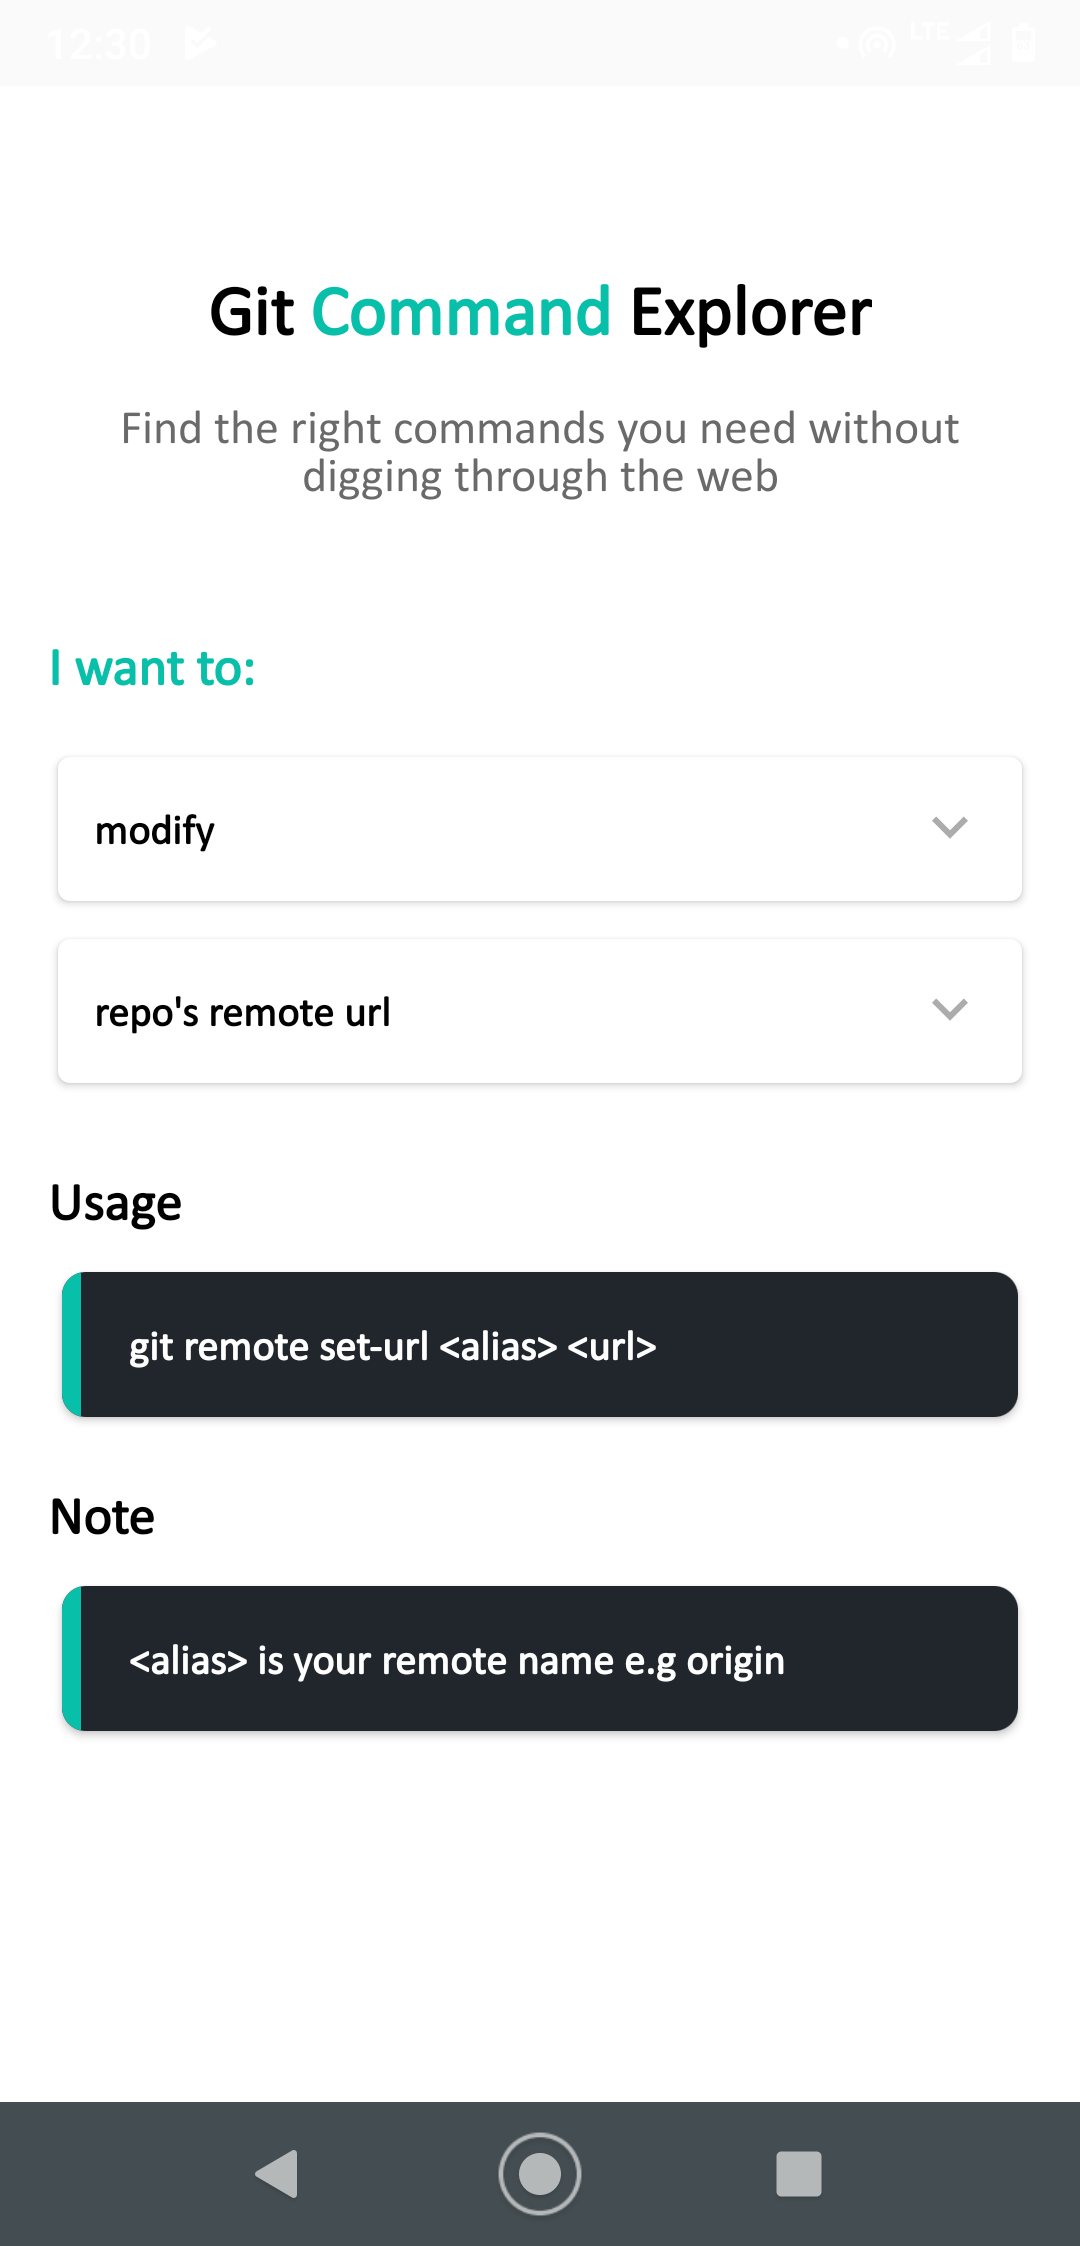 12:30
LTE
Git Command Explorer
Find the right commands you need without
digging through the web
I want to:
modify
repo's remote url
Usage
git remote set-url <alias> <url>
Note
<alias> is your remote name e.g origin